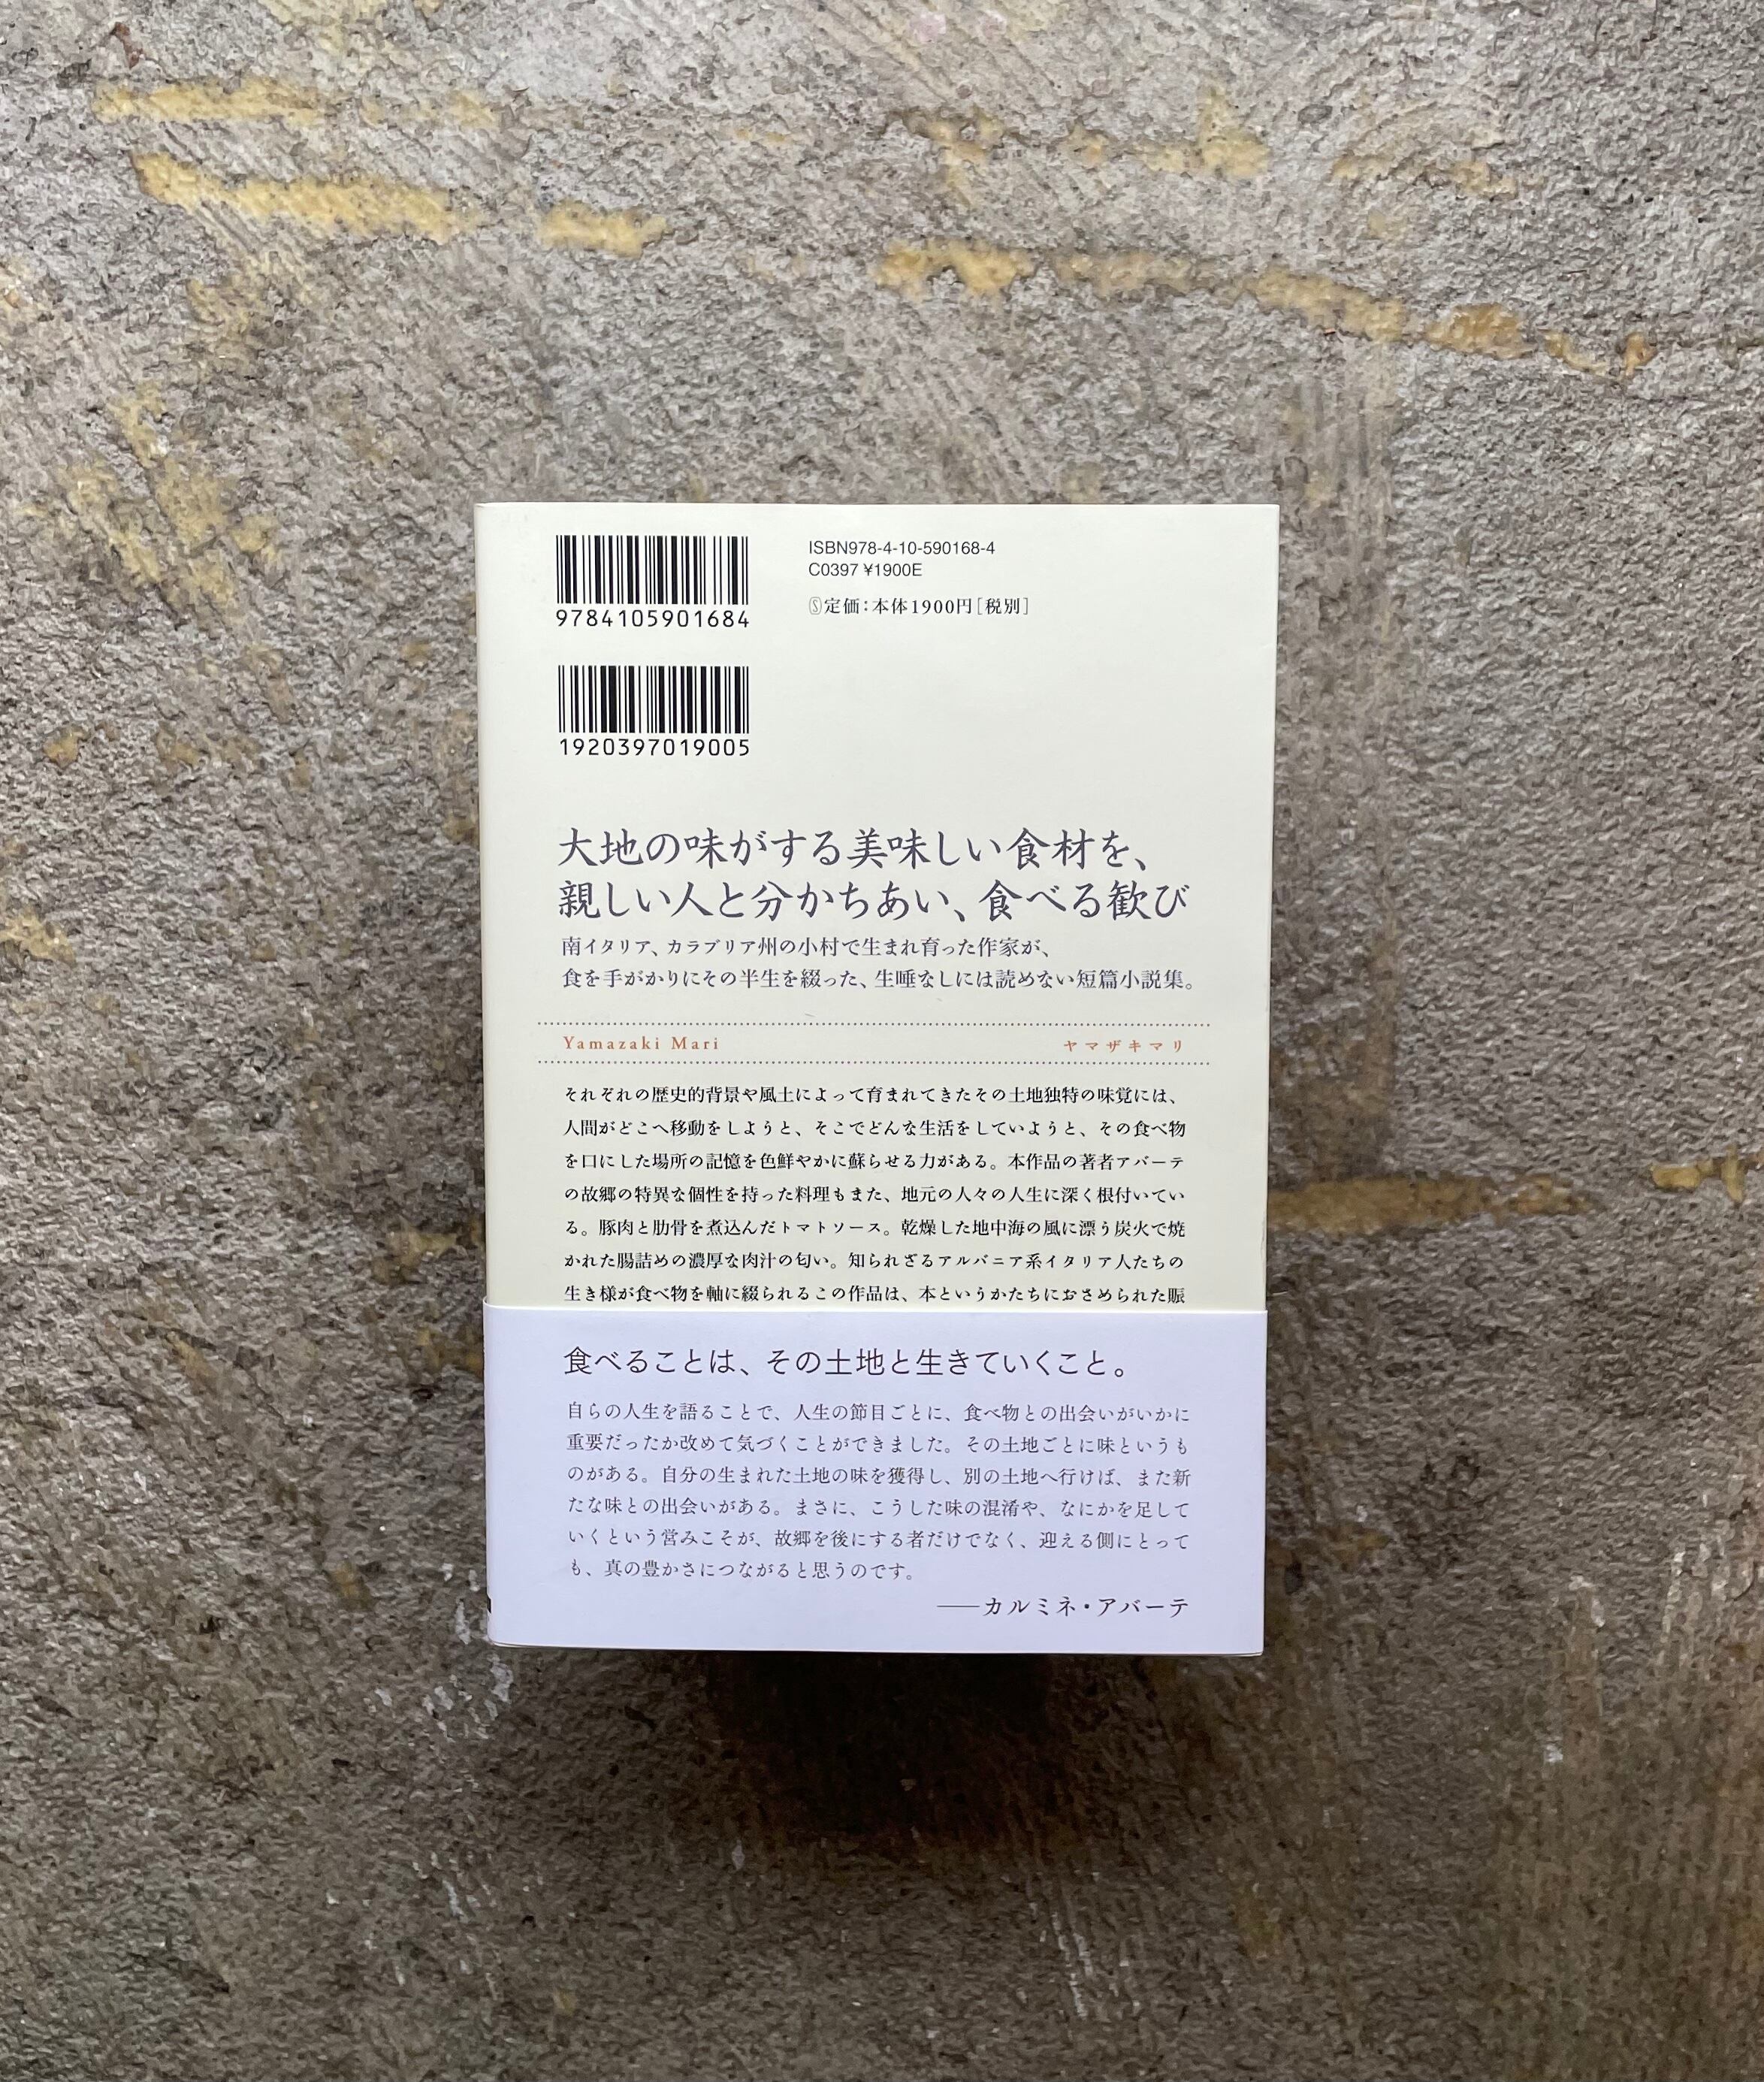 ISBN978-4-10-590168-4
C0397 ¥1900E
Ⓢ定価：本体1900円［税別］
9784105901684
1920397019005
大地の味がする美味しい食材を、
親しい人と分かちあい、食べる歓び
南イタリア、カラブリア州の小村で生まれ育った作家が、
食を手がかりにその半生を綴った、生唾なしには読めない短篇小説集。
Yamazaki Mari ヤマザキマリ
それぞれの歴史的背景や風土によって育まれてきたその土地独特の味覚には、
人間がどこへ移動をしようと、そこでどんな生活をしていようと、その食べ物
を口にした場所の記憶を色鮮やかに蘇らせる力がある。本作品の著者アバーテ
の故郷の特異な個性を持った料理もまた、地元の人々の人生に深く根付いてい
る。豚肉と肋骨を煮込んだトマトソース。乾燥した地中海の風に漂う炭火で焼
かれた腸詰めの濃厚な肉汁の匂い。知られざるアルバニア系イタリア人たちの
生き様が食べ物を軸に綴られるこの作品は、本というかたちにおさめられた賑
食べることは、その土地と生きていくこと。
自らの人生を語ることで、人生の節目ごとに、食べ物との出会いがいかに
重要だったか改めて気づくことができました。その土地ごとに味というも
のがある。自分の生まれた土地の味を獲得し、別の土地へ行けば、また新
たな味との出会いがある。まさに、こうした味の混淆や、なにかを足して
いくという営みこそが、故郷を後にする者だけでなく、迎える側にとって
も、真の豊かさにつながると思うのです。
――カルミネ・アバーテ